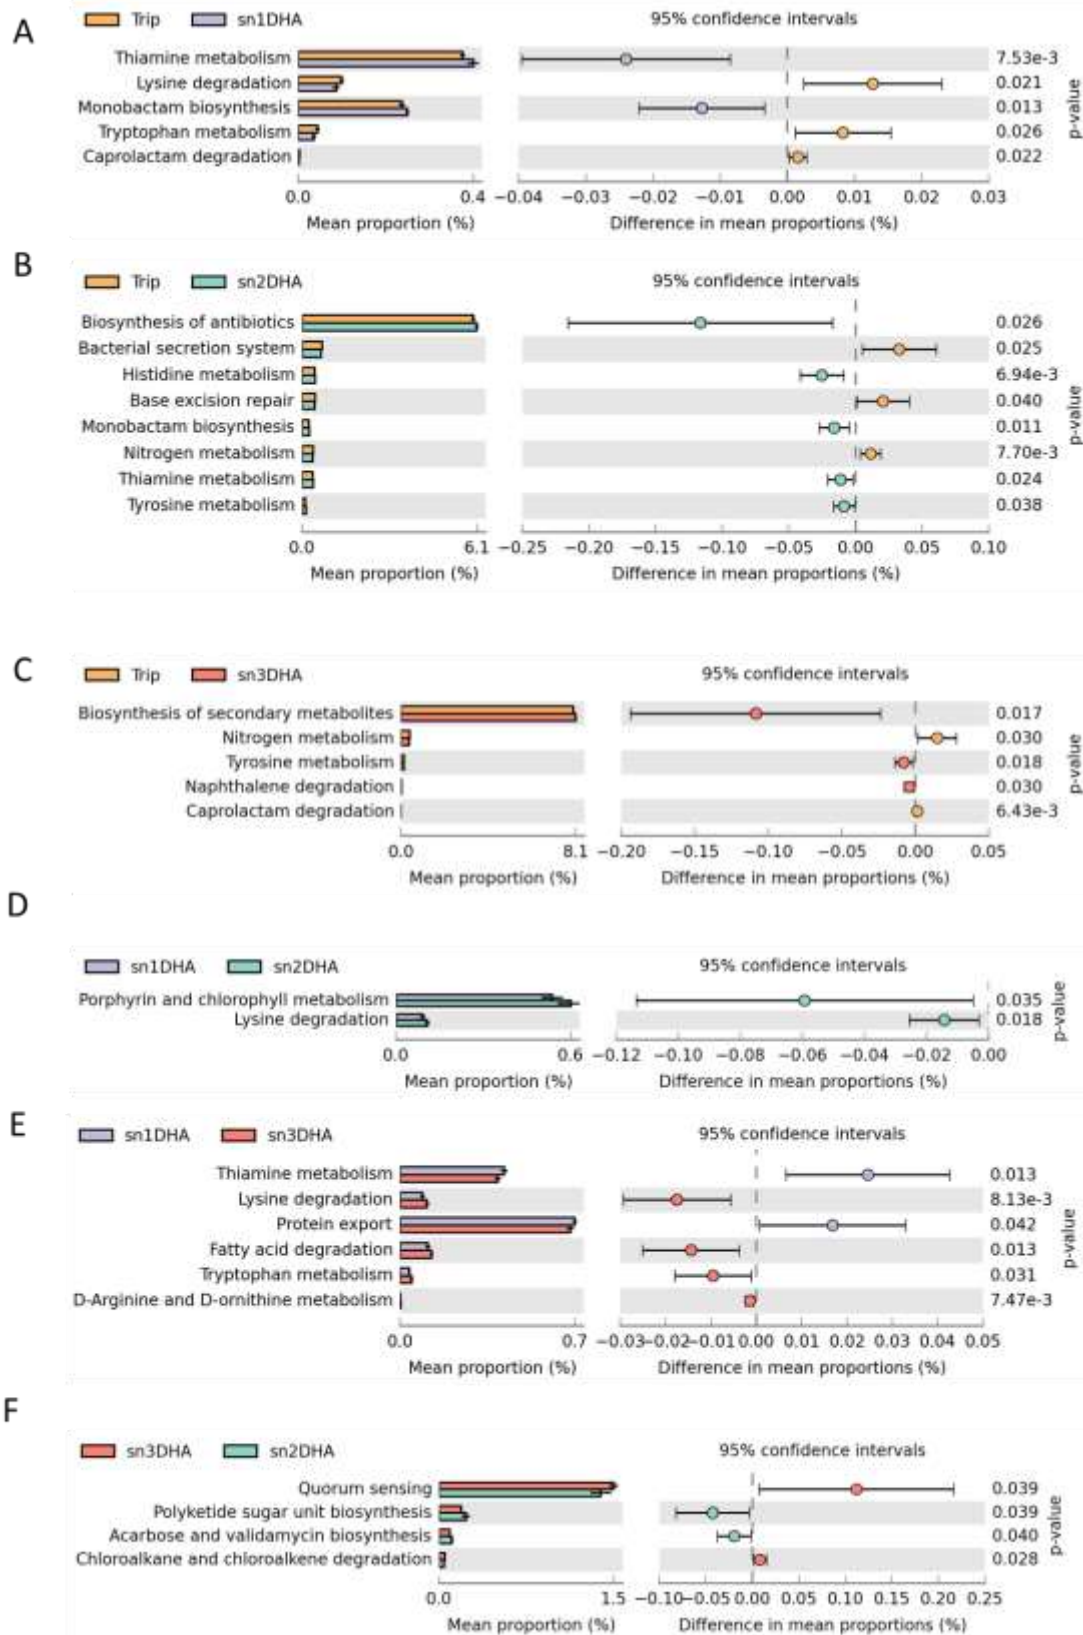 A
Trip sn1DHA 95% confidence intervals
Thiamine metabolism 7.53e-3
Lysine degradation 0.021
Monobactam biosynthesis 0.013
Tryptophan metabolism 0.026
Caprolactam degradation 0.022
p-value
0.0 0.4 −0.04 −0.03 −0.02 −0.01 0.00 0.01 0.02 0.03
Mean proportion (%) Difference in mean proportions (%)
B
Trip sn2DHA 95% confidence intervals
Biosynthesis of antibiotics 0.026
Bacterial secretion system 0.025
Histidine metabolism 6.94e-3
Base excision repair 0.040
Monobactam biosynthesis 0.011
Nitrogen metabolism 7.70e-3
Thiamine metabolism 0.024
Tyrosine metabolism 0.038
p-value
0.0 6.1 −0.25 −0.20 −0.15 −0.10 −0.05 0.00 0.05 0.10
Mean proportion (%) Difference in mean proportions (%)
C
Trip sn3DHA 95% confidence intervals
Biosynthesis of secondary metabolites 0.017
Nitrogen metabolism 0.030
Tyrosine metabolism 0.018
Naphthalene degradation 0.030
Caprolactam degradation 6.43e-3
p-value
0.0 8.1 −0.20 −0.15 −0.10 −0.05 0.00 0.05
Mean proportion (%) Difference in mean proportions (%)
D
sn1DHA sn2DHA 95% confidence intervals
Porphyrin and chlorophyll metabolism 0.035
Lysine degradation 0.018
p-value
0.0 0.6 −0.12 −0.10 −0.08 −0.06 −0.04 −0.02 0.00
Mean proportion (%) Difference in mean proportions (%)
E
sn1DHA sn3DHA 95% confidence intervals
Thiamine metabolism 0.013
Lysine degradation 8.13e-3
Protein export 0.042
Fatty acid degradation 0.013
Tryptophan metabolism 0.031
D-Arginine and D-ornithine metabolism 7.47e-3
p-value
0.0 0.7 −0.03 −0.02 −0.01 0.00 0.01 0.02 0.03 0.04 0.05
Mean proportion (%) Difference in mean proportions (%)
F
sn3DHA sn2DHA 95% confidence intervals
Quorum sensing 0.039
Polyketide sugar unit biosynthesis 0.039
Acarbose and validamycin biosynthesis 0.040
Chloroalkane and chloroalkene degradation 0.028
p-value
0.0 1.5 −0.10 −0.05 0.00 0.05 0.10 0.15 0.20 0.25
Mean proportion (%) Difference in mean proportions (%)